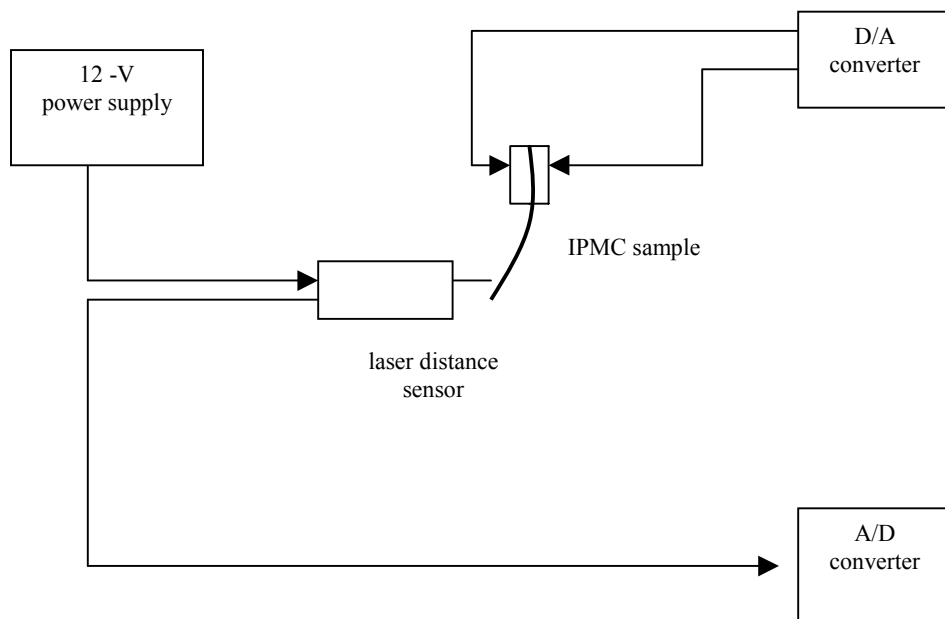 12 -V
power supply
D/A
converter
IPMC sample
laser distance
sensor
A/D
converter